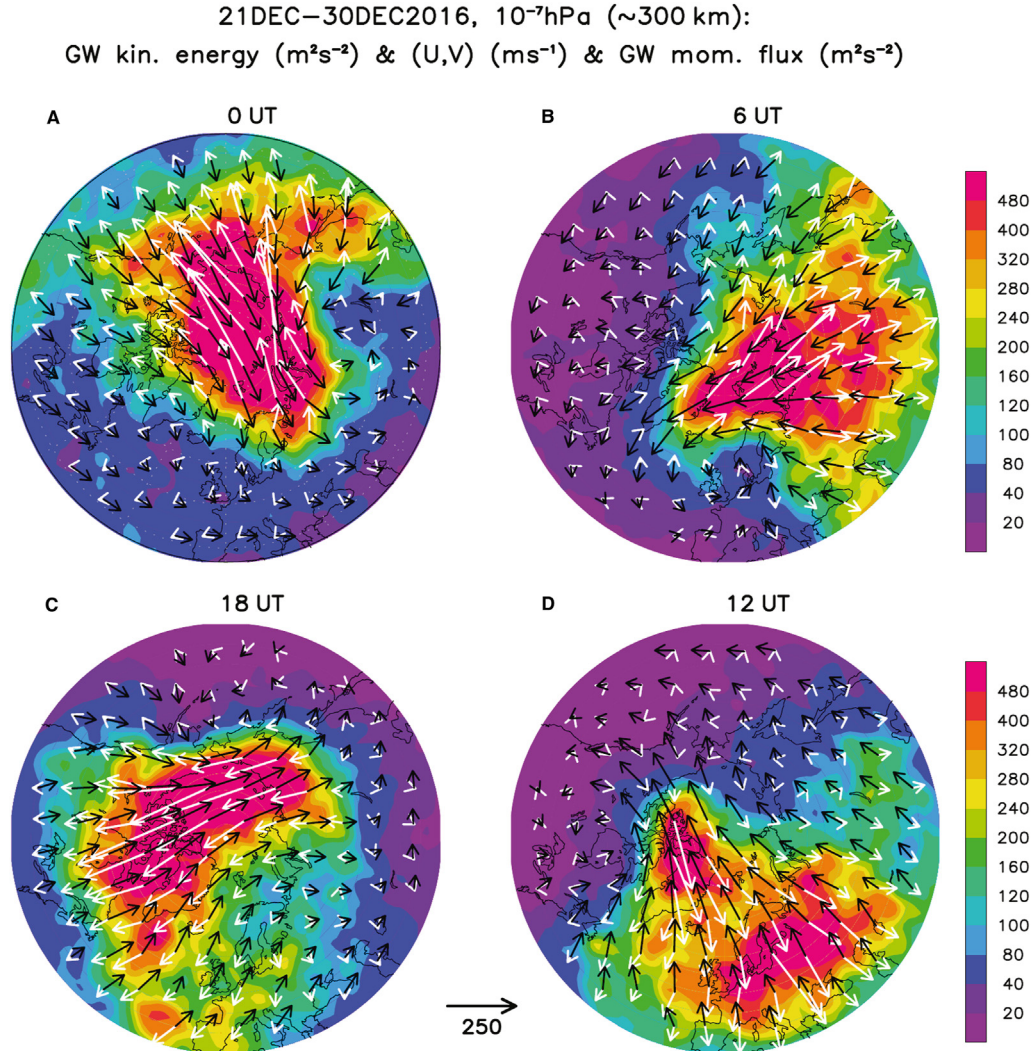 21DEC–30DEC2016, 10⁻⁷hPa (~300 km):
GW kin. energy (m²s⁻²) & (U,V) (ms⁻¹) & GW mom. flux (m²s⁻²)
A
0 UT
B
6 UT
480
400
320
280
240
200
160
120
100
80
40
20
C
18 UT
D
12 UT
480
400
320
280
240
200
160
120
100
80
40
20
250